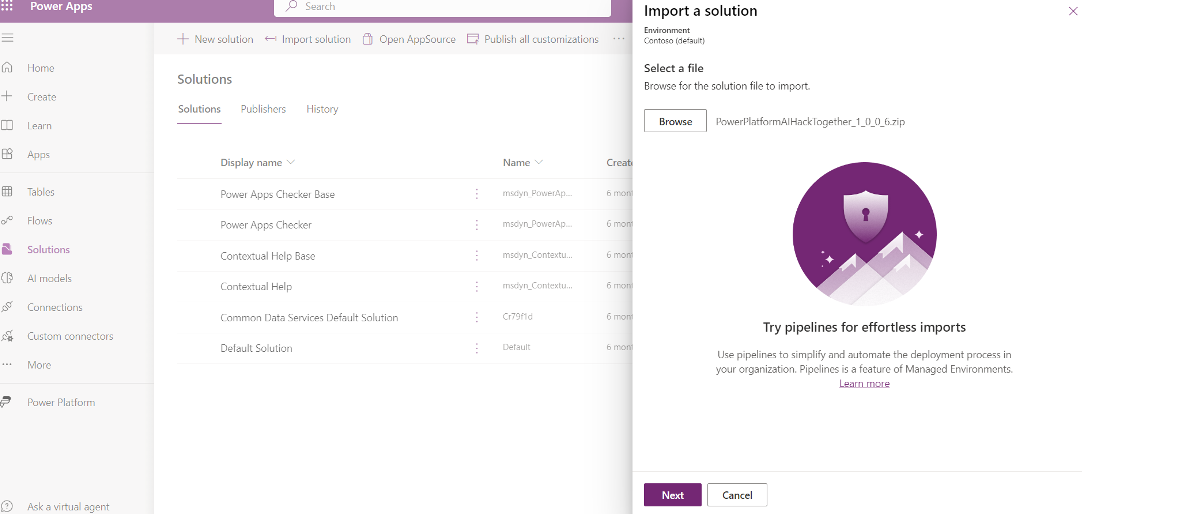 Power Apps
Search
Home
Create
Learn
Apps
Tables
Flows
Solutions
AI models
Connections
Custom connectors
More
Power Platform
Ask a virtual agent
New solution
Import solution
Open AppSource
Publish all customizations
Solutions
Solutions
Publishers
History
Display name
Name
Create
Power Apps Checker Base
msdyn_PowerAp...
6 mont
Power Apps Checker
msdyn_PowerAp...
6 mont
Contextual Help Base
msdyn_Contextu...
6 mont
Contextual Help
msdyn_Contextu...
6 mont
Common Data Services Default Solution
Cr79f1d
6 mont
Default Solution
Default
6 mont
Import a solution
Environment
Contoso (default)
Select a file
Browse for the solution file to import.
Browse
PowerPlatformAIHackTogether_1_0_0_6.zip
Try pipelines for effortless imports
Use pipelines to simplify and automate the deployment process in
your organization. Pipelines is a feature of Managed Environments.
Learn more
Next
Cancel